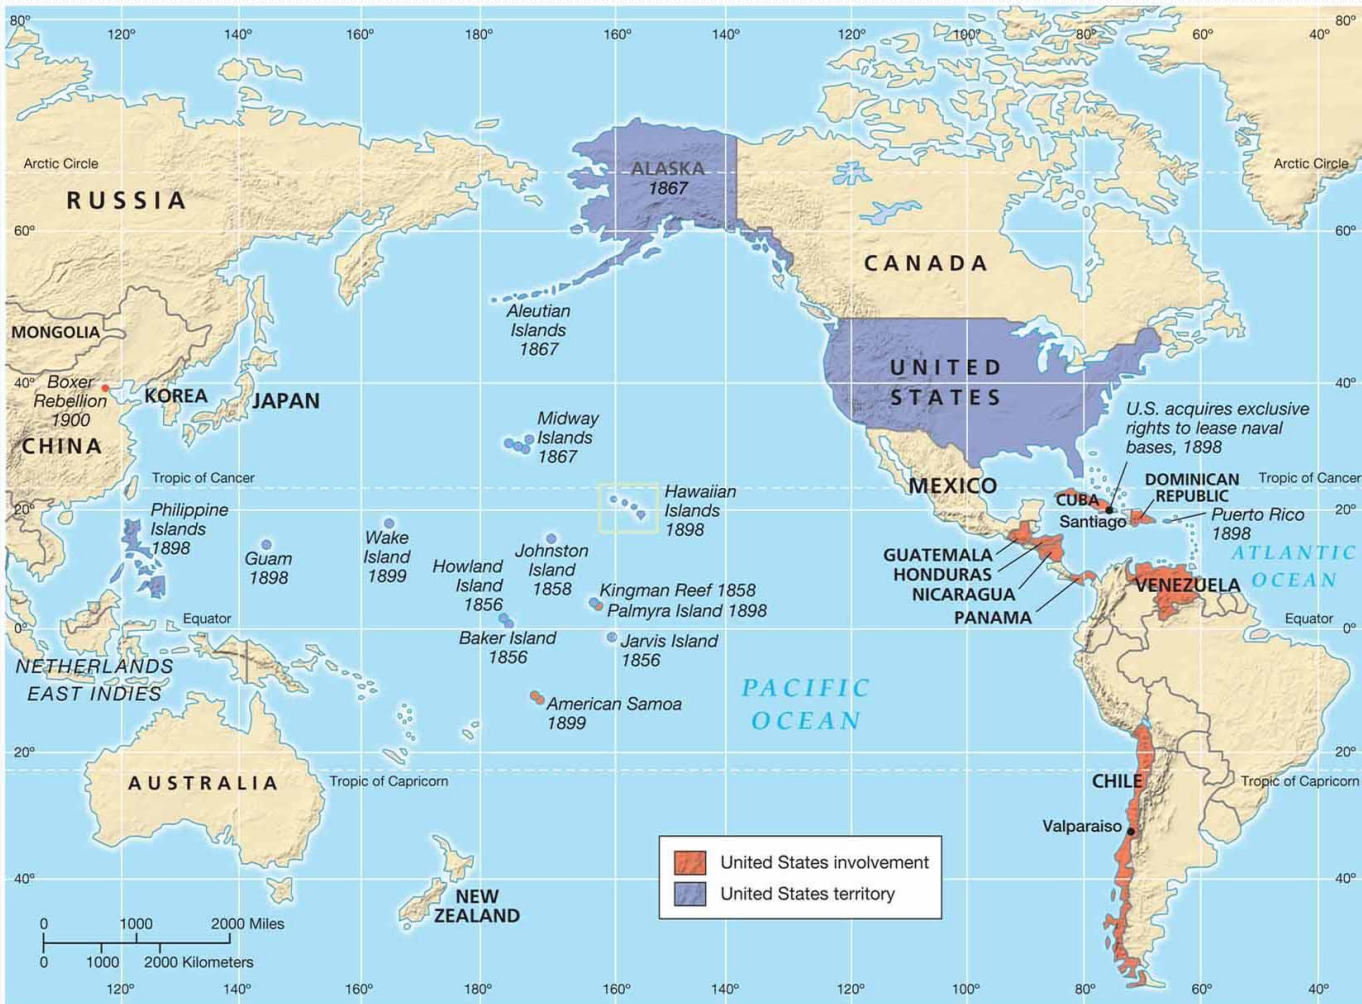 80°
120°
140°
160°
180°
160°
140°
120°
100°
80°
60°
40°
80°
Arctic Circle
ALASKA
1867
Arctic Circle
RUSSIA
60°
60°
CANADA
Aleutian
Islands
1867
MONGOLIA
UNITED
STATES
40°
40°
Boxer
Rebellion
1900
KOREA
JAPAN
CHINA
Midway
Islands
1867
U.S. acquires exclusive
rights to lease naval
bases, 1898
Tropic of Cancer
Tropic of Cancer
MEXICO
Hawaiian
Islands
1898
CUBA
Santiago
DOMINICAN
REPUBLIC
Puerto Rico
1898
20°
20°
Philippine
Islands
1898
Guam
1898
Wake
Island
1899
Johnston
Island
1858
Howland
Island
1856
Kingman Reef 1858
Palmyra Island 1898
GUATEMALA
HONDURAS
NICARAGUA
PANAMA
VENEZUELA
ATLANTIC
OCEAN
Equator
Equator
0°
0°
Baker Island
1856
Jarvis Island
1856
NETHERLANDS
EAST INDIES
American Samoa
1899
PACIFIC
OCEAN
20°
20°
AUSTRALIA
Tropic of Capricorn
CHILE
Tropic of Capricorn
Valparaiso
United States involvement
United States territory
40°
40°
NEW
ZEALAND
0
1000
2000 Miles
0
1000
2000 Kilometers
120°
140°
160°
180°
160°
140°
120°
100°
80°
60°
40°